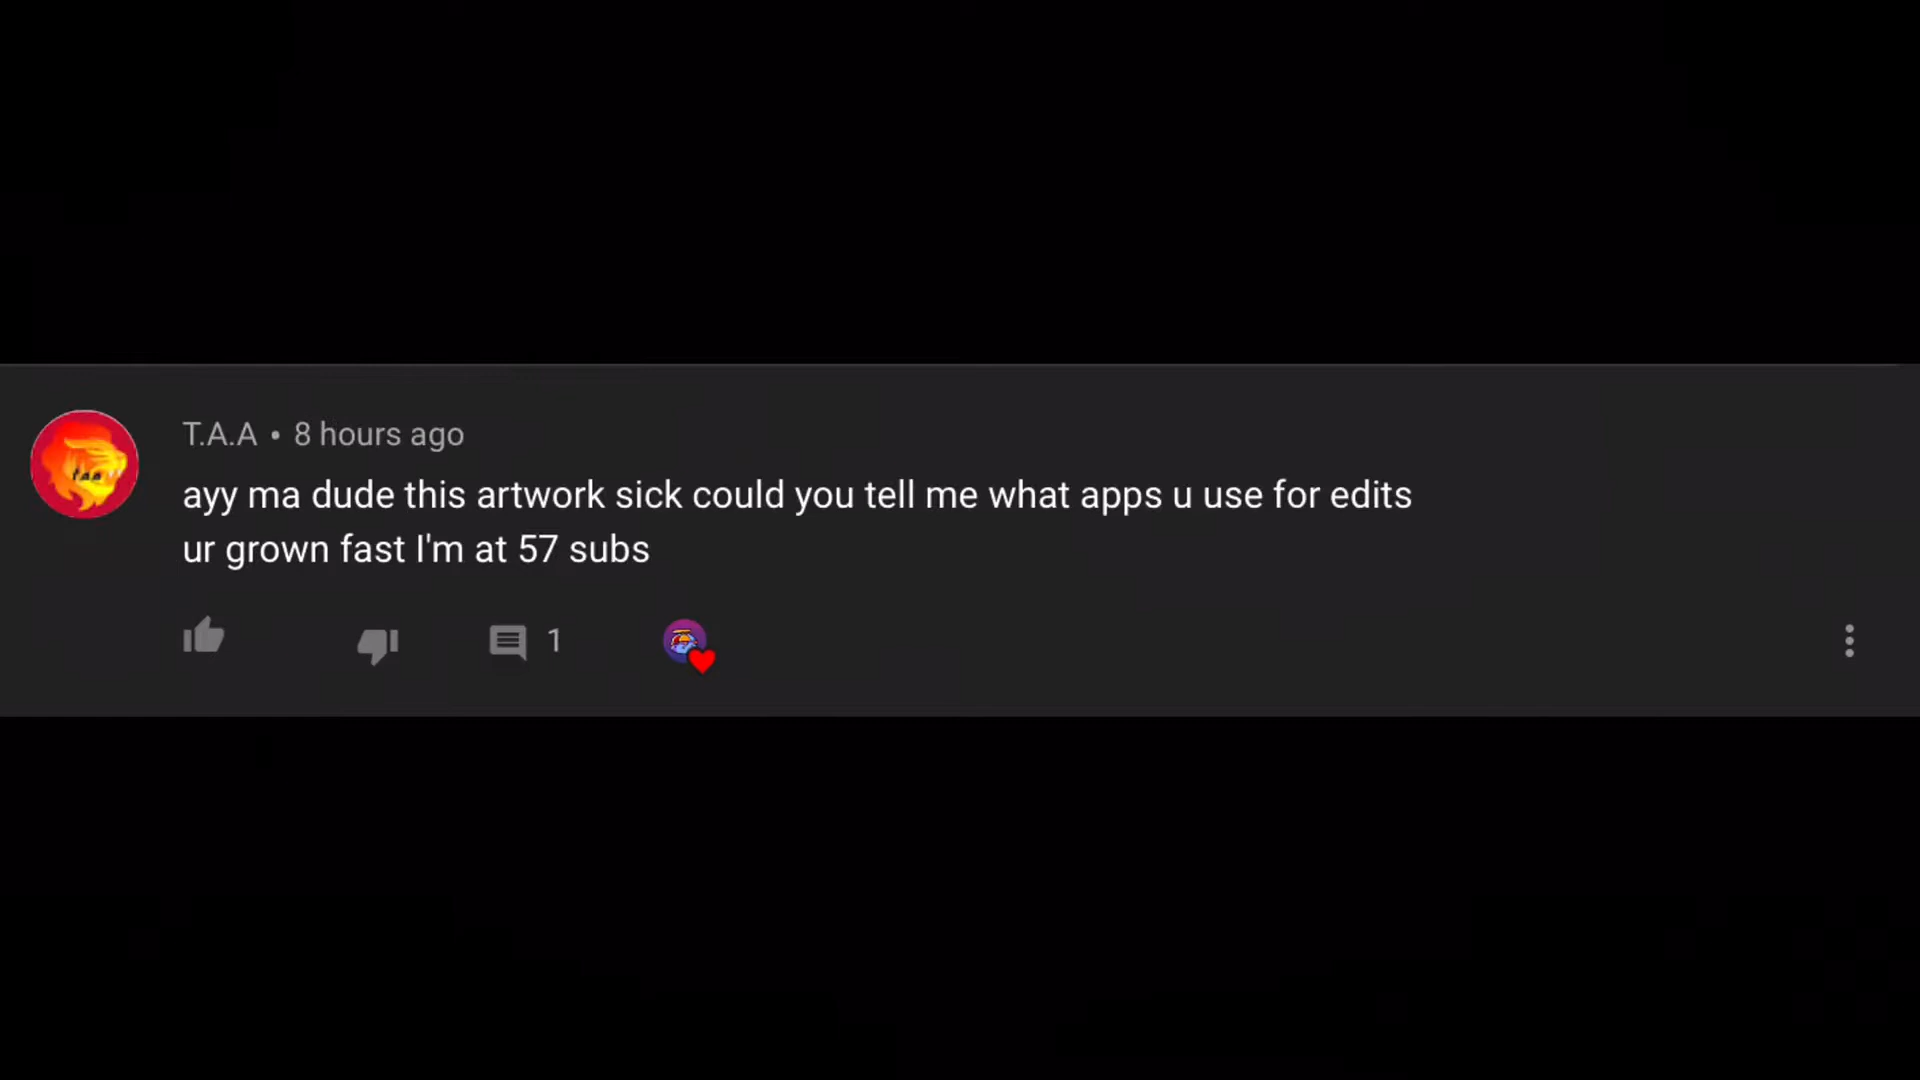 T.A.A • 8 hours ago
ayy ma dude this artwork sick could you tell me what apps u use for edits
ur grown fast I'm at 57 subs
1
taa